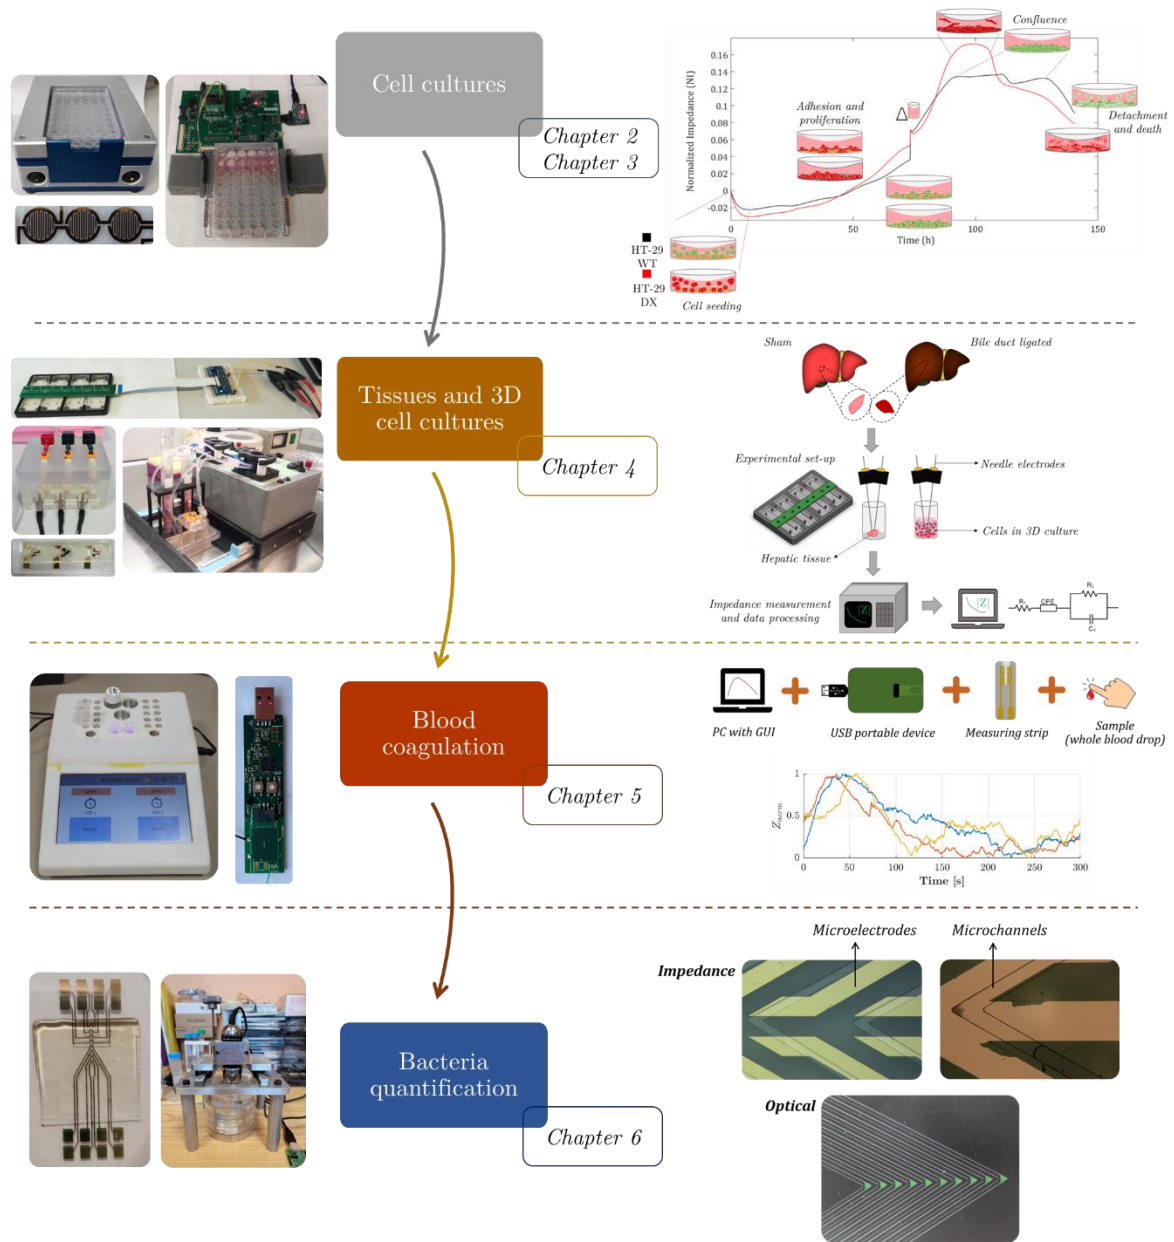 Cell cultures
Chapter 2
Chapter 3
Normalized Impedance (NI)
0.16
0.14
0.12
0.1
0.08
0.06
0.04
0.02
0
-0.02
0
50
100
150
Time (h)
Confluence
Adhesion and
proliferation
Δ
Detachment
and death
HT-29
WT
HT-29
DX
Cell seeding
Tissues and 3D
cell cultures
Chapter 4
Sham
Bile duct ligated
Experimental set-up
Needle electrodes
Cells in 3D culture
Hepatic tissue
Impedance measurement
and data processing
|Z|
|Z|
R₁
CPE
R₂
C₁
Blood
coagulation
Chapter 5
PC with GUI
USB portable device
Measuring strip
Sample
(whole blood drop)
Znorm
1
0.5
0
0
50
100
150
200
250
300
Time [s]
Bacteria
quantification
Chapter 6
Microelectrodes
Microchannels
Impedance
Optical